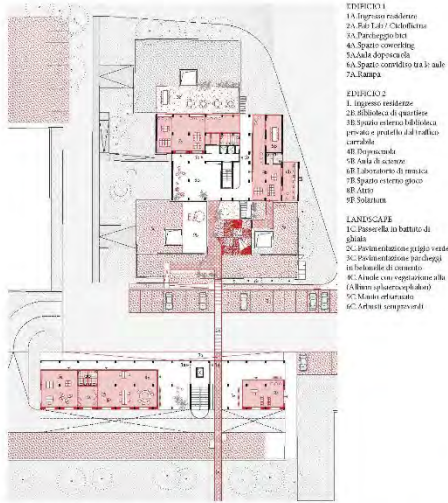 EDIFICIO 1
1A.Ingresso residenze
2A.Fab Lab / Ciclofficina
3A.Parcheggio bici
4A.Spazio coworking
5A.Aula doposcuola
6A.Spazio condiviso tra le aule
7A.Rampa
EDIFICIO 2
1. Ingresso residenze
2B.Biblioteca di quartiere
3B.Spazio esterno biblioteca
privato e protetto dal traffico
carrabile
4B.Doposcuola
5B.Aula di scienze
6B.Laboratorio di musica
7B.Spazio esterno gioco
8B.Atrio
9B.Solarium
LANDSCAPE
1C.Passerella in battuto di
ghiaia
2C.Pavimentazione grigio verde
3C.Pavimentazione parcheggi
in betonelle di cemento
4C.Aiuole con vegetazione alta
(Allium sphaerocephalon)
5C.Manto erbaceo
6C.Arbusti sempreverdi